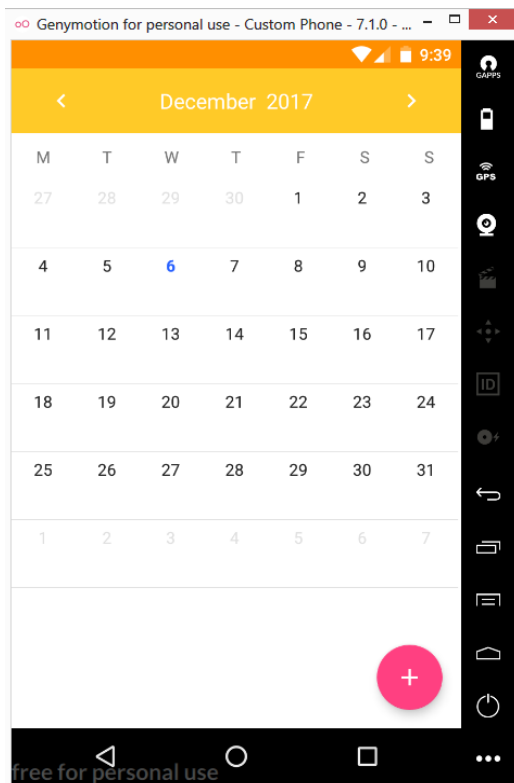 Genymotion for personal use - Custom Phone - 7.1.0 - ...
9:39
GAPPS
December 2017
M T W T F S S
GPS
27 28 29 30 1 2 3
4 5 6 7 8 9 10
11 12 13 14 15 16 17
ID
18 19 20 21 22 23 24
25 26 27 28 29 30 31
1 2 3 4 5 6 7
+
free for personal use